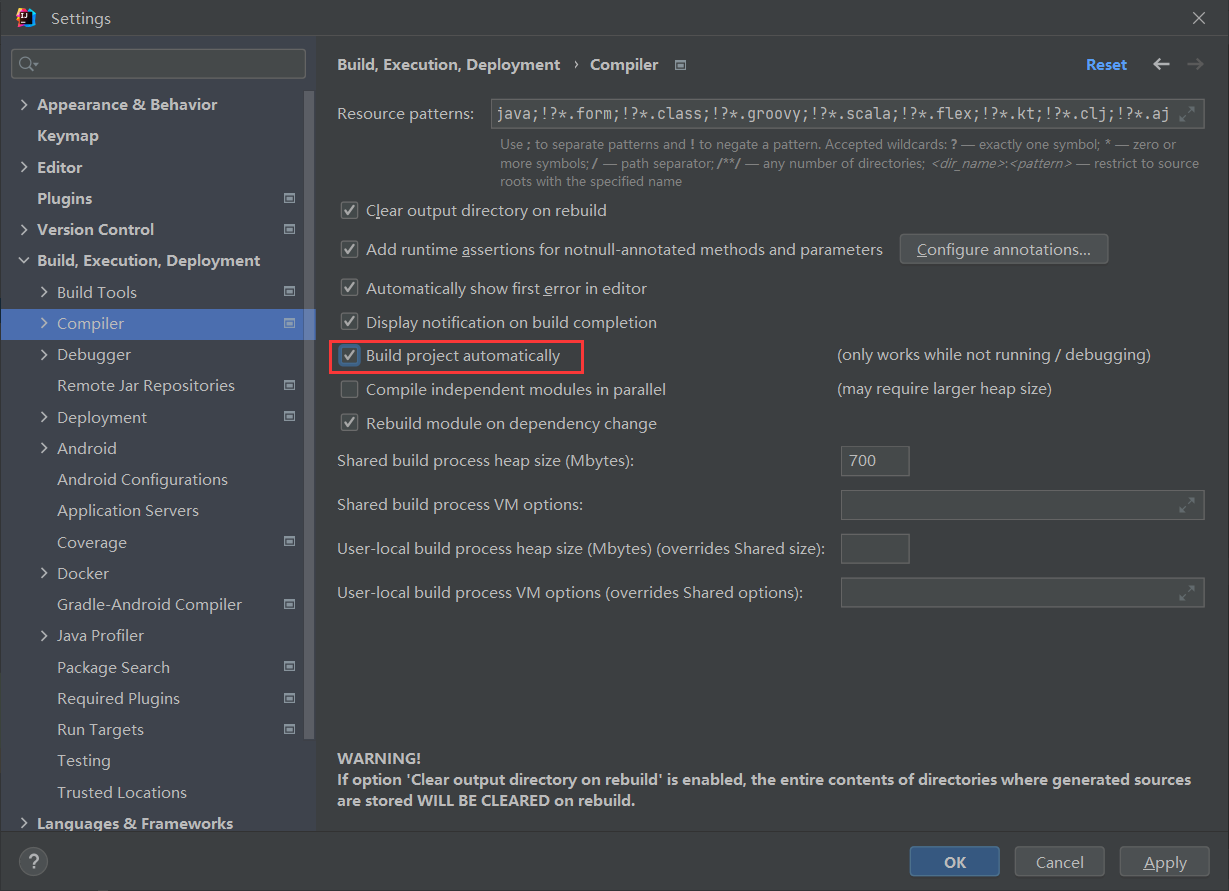 Settings
Appearance & Behavior
Keymap
Editor
Plugins
Version Control
Build, Execution, Deployment
Build Tools
Compiler
Debugger
Remote Jar Repositories
Deployment
Android
Android Configurations
Application Servers
Coverage
Docker
Gradle-Android Compiler
Java Profiler
Package Search
Required Plugins
Run Targets
Testing
Trusted Locations
Languages & Frameworks
Build, Execution, Deployment › Compiler
Reset
Resource patterns: java;!?*.form;!?*.class;!?*.groovy;!?*.scala;!?*.flex;!?*.kt;!?*.clj;!?*.aj
Use ; to separate patterns and ! to negate a pattern. Accepted wildcards: ? — exactly one symbol; * — zero or
more symbols; / — path separator; /**/ — any number of directories; <dir_name>:<pattern> — restrict to source
roots with the specified name
Clear output directory on rebuild
Add runtime assertions for notnull-annotated methods and parameters Configure annotations...
Automatically show first error in editor
Display notification on build completion
Build project automatically (only works while not running / debugging)
Compile independent modules in parallel (may require larger heap size)
Rebuild module on dependency change
Shared build process heap size (Mbytes): 700
Shared build process VM options:
User-local build process heap size (Mbytes) (overrides Shared size):
User-local build process VM options (overrides Shared options):
WARNING!
If option 'Clear output directory on rebuild' is enabled, the entire contents of directories where generated sources
are stored WILL BE CLEARED on rebuild.
? OK Cancel Apply